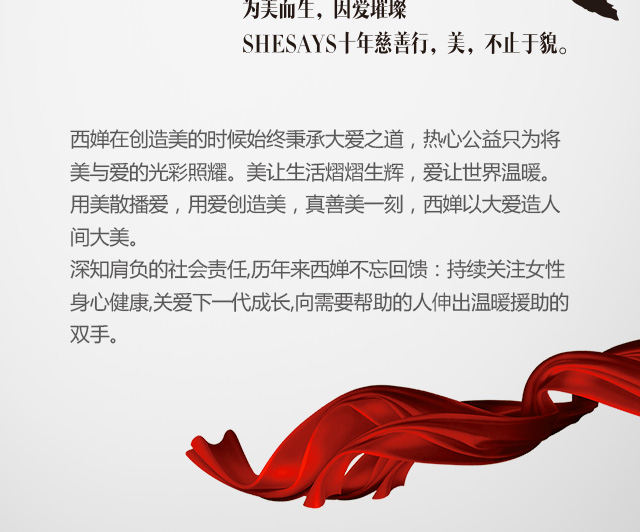 为美而生，因爱璀璨
SHESAYS十年慈善行，美，不止于貌。
西婵在创造美的时候始终秉承大爱之道，热心公益只为将
美与爱的光彩照耀。美让生活熠熠生辉，爱让世界温暖。
用美散播爱，用爱创造美，真善美一刻，西婵以大爱造人
间大美。
深知肩负的社会责任,历年来西婵不忘回馈：持续关注女性
身心健康,关爱下一代成长,向需要帮助的人伸出温暖援助的
双手。